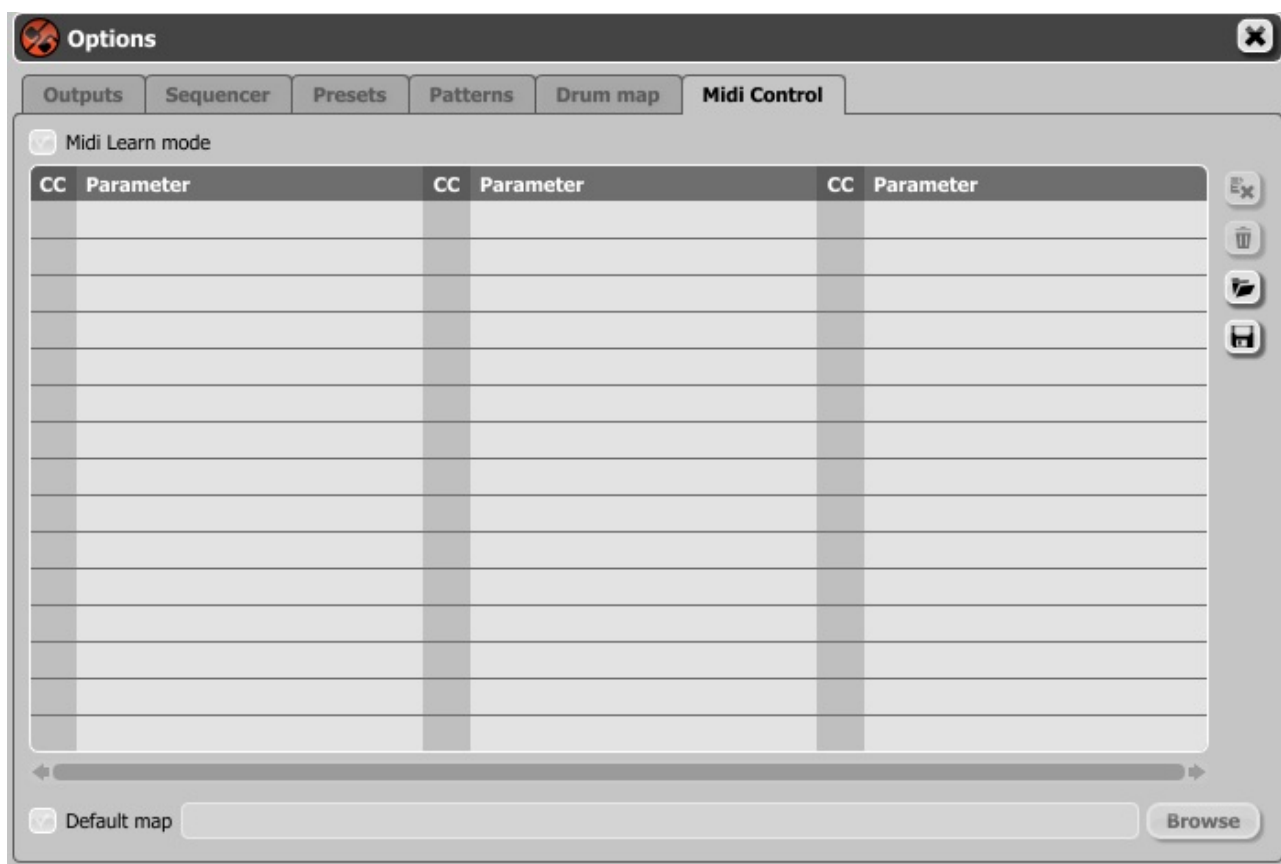 Options
Outputs Sequencer Presets Patterns Drum map Midi Control
Midi Learn mode
CC Parameter CC Parameter CC Parameter
Default map Browse